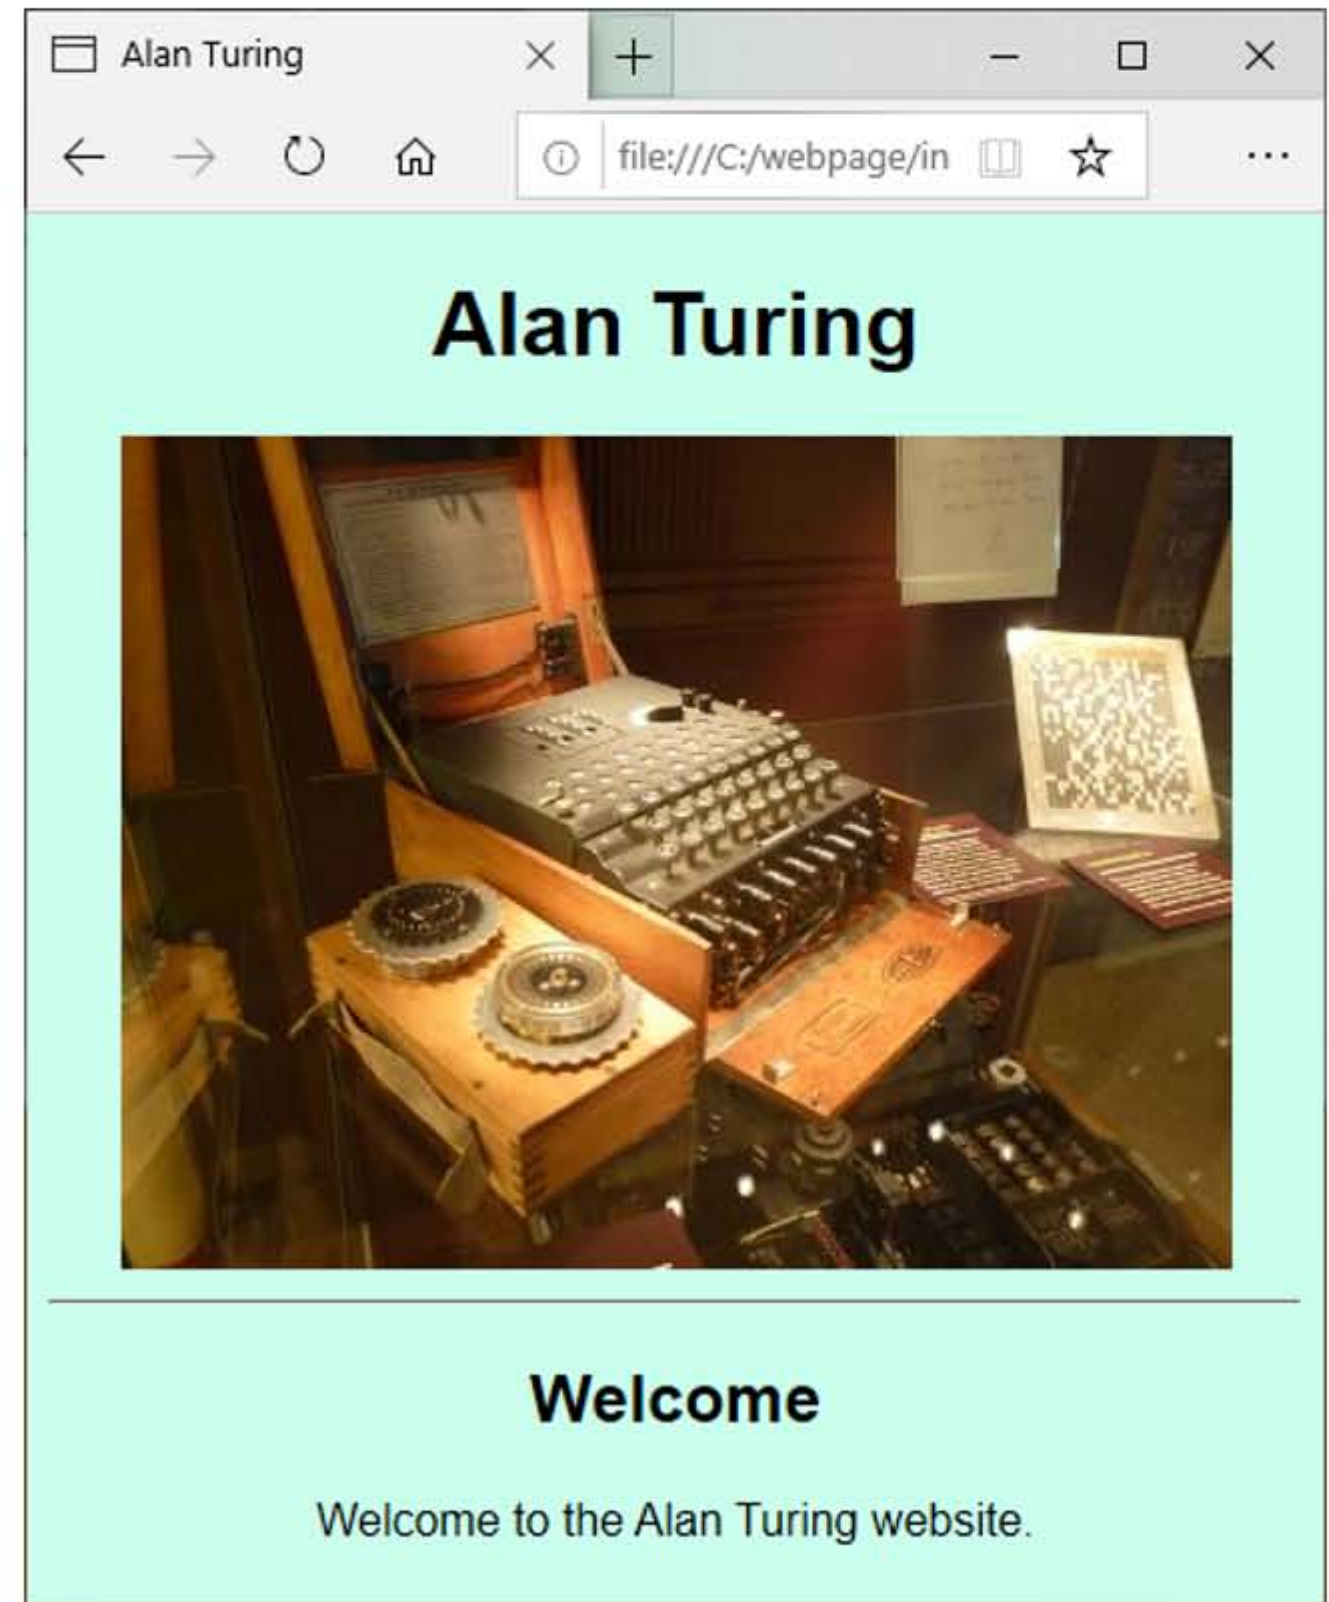 Alan Turing
file:///C:/webpage/in
Alan Turing
Welcome
Welcome to the Alan Turing website.